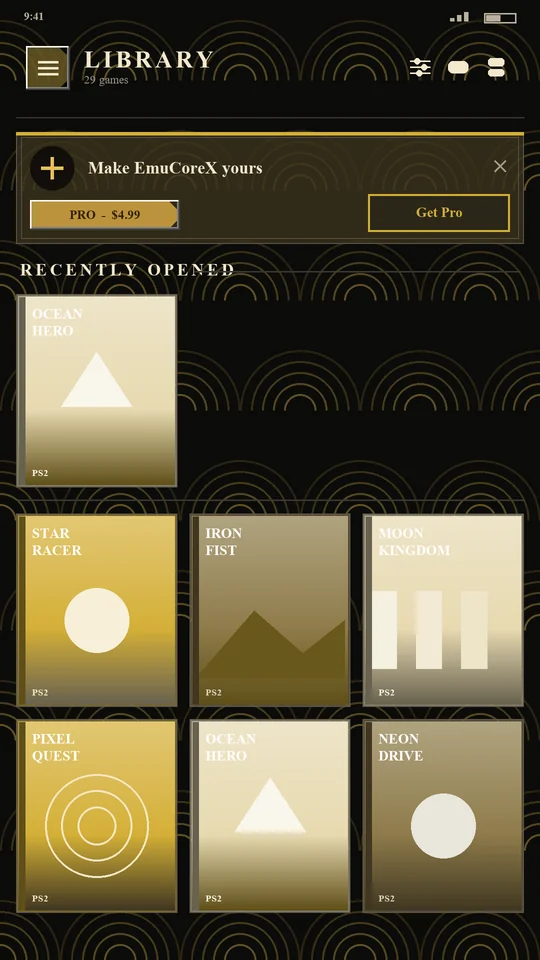 9:41
LIBRARY
29 games
Make EmuCoreX yours
PRO - $4.99
Get Pro
RECENTLY OPENED
OCEAN
HERO
PS2
STAR
RACER
PS2
IRON
FIST
PS2
MOON
KINGDOM
PS2
PIXEL
QUEST
PS2
OCEAN
HERO
PS2
NEON
DRIVE
PS2